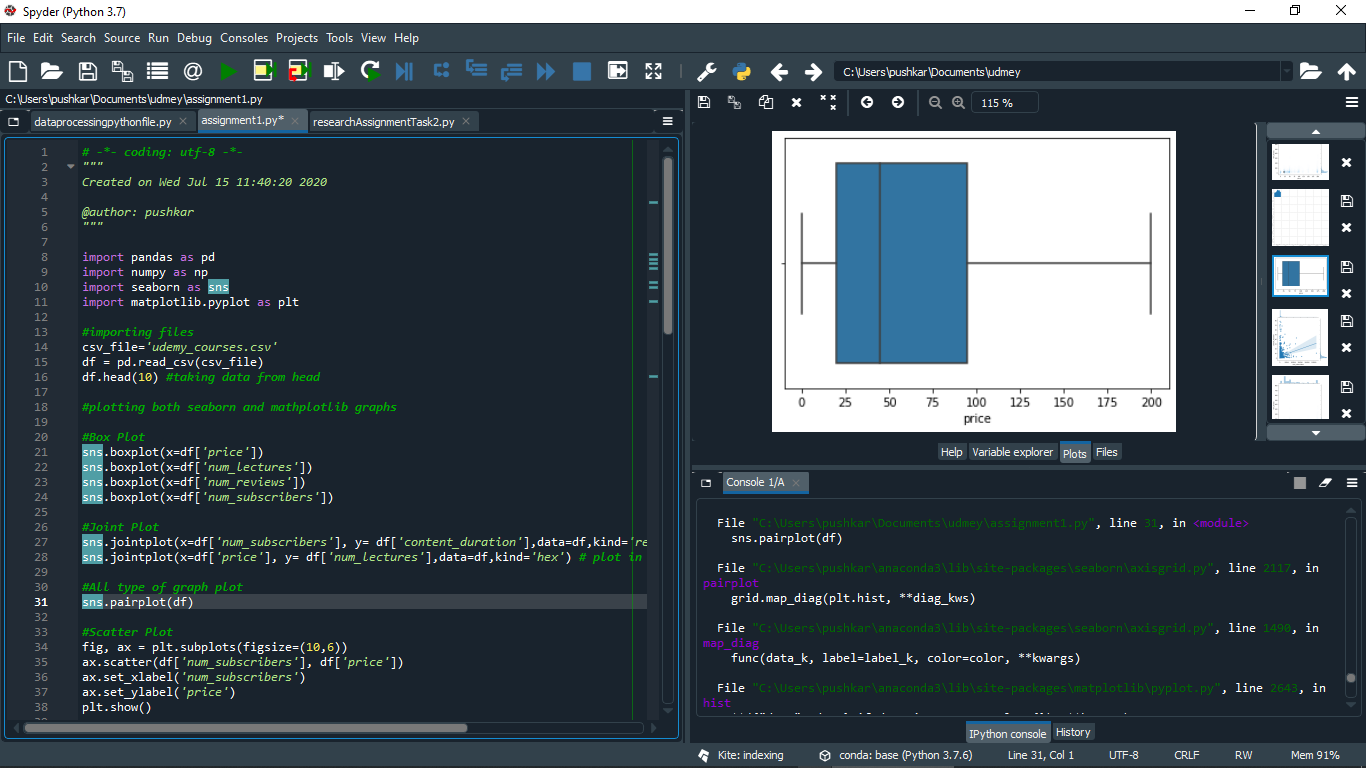 Spyder (Python 3.7)
File Edit Search Source Run Debug Consoles Projects Tools View Help
C:\Users\pushkar\Documents\udmey
C:\Users\pushkar\Documents\udmey\assignment1.py
dataprocessingpythonfile.py
assignment1.py*
researchAssignmentTask2.py
1 # -*- coding: utf-8 -*-
2 """
3 Created on Wed Jul 15 11:40:20 2020
4
5 @author: pushkar
6 """
7
8 import pandas as pd
9 import numpy as np
10 import seaborn as sns
11 import matplotlib.pyplot as plt
12
13 #importing files
14 csv_file='udemy_courses.csv'
15 df = pd.read_csv(csv_file)
16 df.head(10) #taking data from head
17
18 #plotting both seaborn and mathplotlib graphs
19
20 #Box Plot
21 sns.boxplot(x=df['price'])
22 sns.boxplot(x=df['num_lectures'])
23 sns.boxplot(x=df['num_reviews'])
24 sns.boxplot(x=df['num_subscribers'])
25
26 #Joint Plot
27 sns.jointplot(x=df['num_subscribers'], y= df['content_duration'],data=df,kind='re
28 sns.jointplot(x=df['price'], y= df['num_lectures'],data=df,kind='hex') # plot in
29
30 #All type of graph plot
31 sns.pairplot(df)
32
33 #Scatter Plot
34 fig, ax = plt.subplots(figsize=(10,6))
35 ax.scatter(df['num_subscribers'], df['price'])
36 ax.set_xlabel('num_subscribers')
37 ax.set_ylabel('price')
38 plt.show()
115 %
0 25 50 75 100 125 150 175 200
price
Help Variable explorer Plots Files
Console 1/A
File "C:\Users\pushkar\Documents\udmey\assignment1.py", line 31, in <module>
sns.pairplot(df)
File "C:\Users\pushkar\anaconda3\lib\site-packages\seaborn\axisgrid.py", line 2117, in
pairplot
grid.map_diag(plt.hist, **diag_kws)
File "C:\Users\pushkar\anaconda3\lib\site-packages\seaborn\axisgrid.py", line 1490, in
map_diag
func(data_k, label=label_k, color=color, **kwargs)
File "C:\Users\pushkar\anaconda3\lib\site-packages\matplotlib\pyplot.py", line 2643, in
hist
IPython console History
Kite: indexing conda: base (Python 3.7.6) Line 31, Col 1 UTF-8 CRLF RW Mem 91%